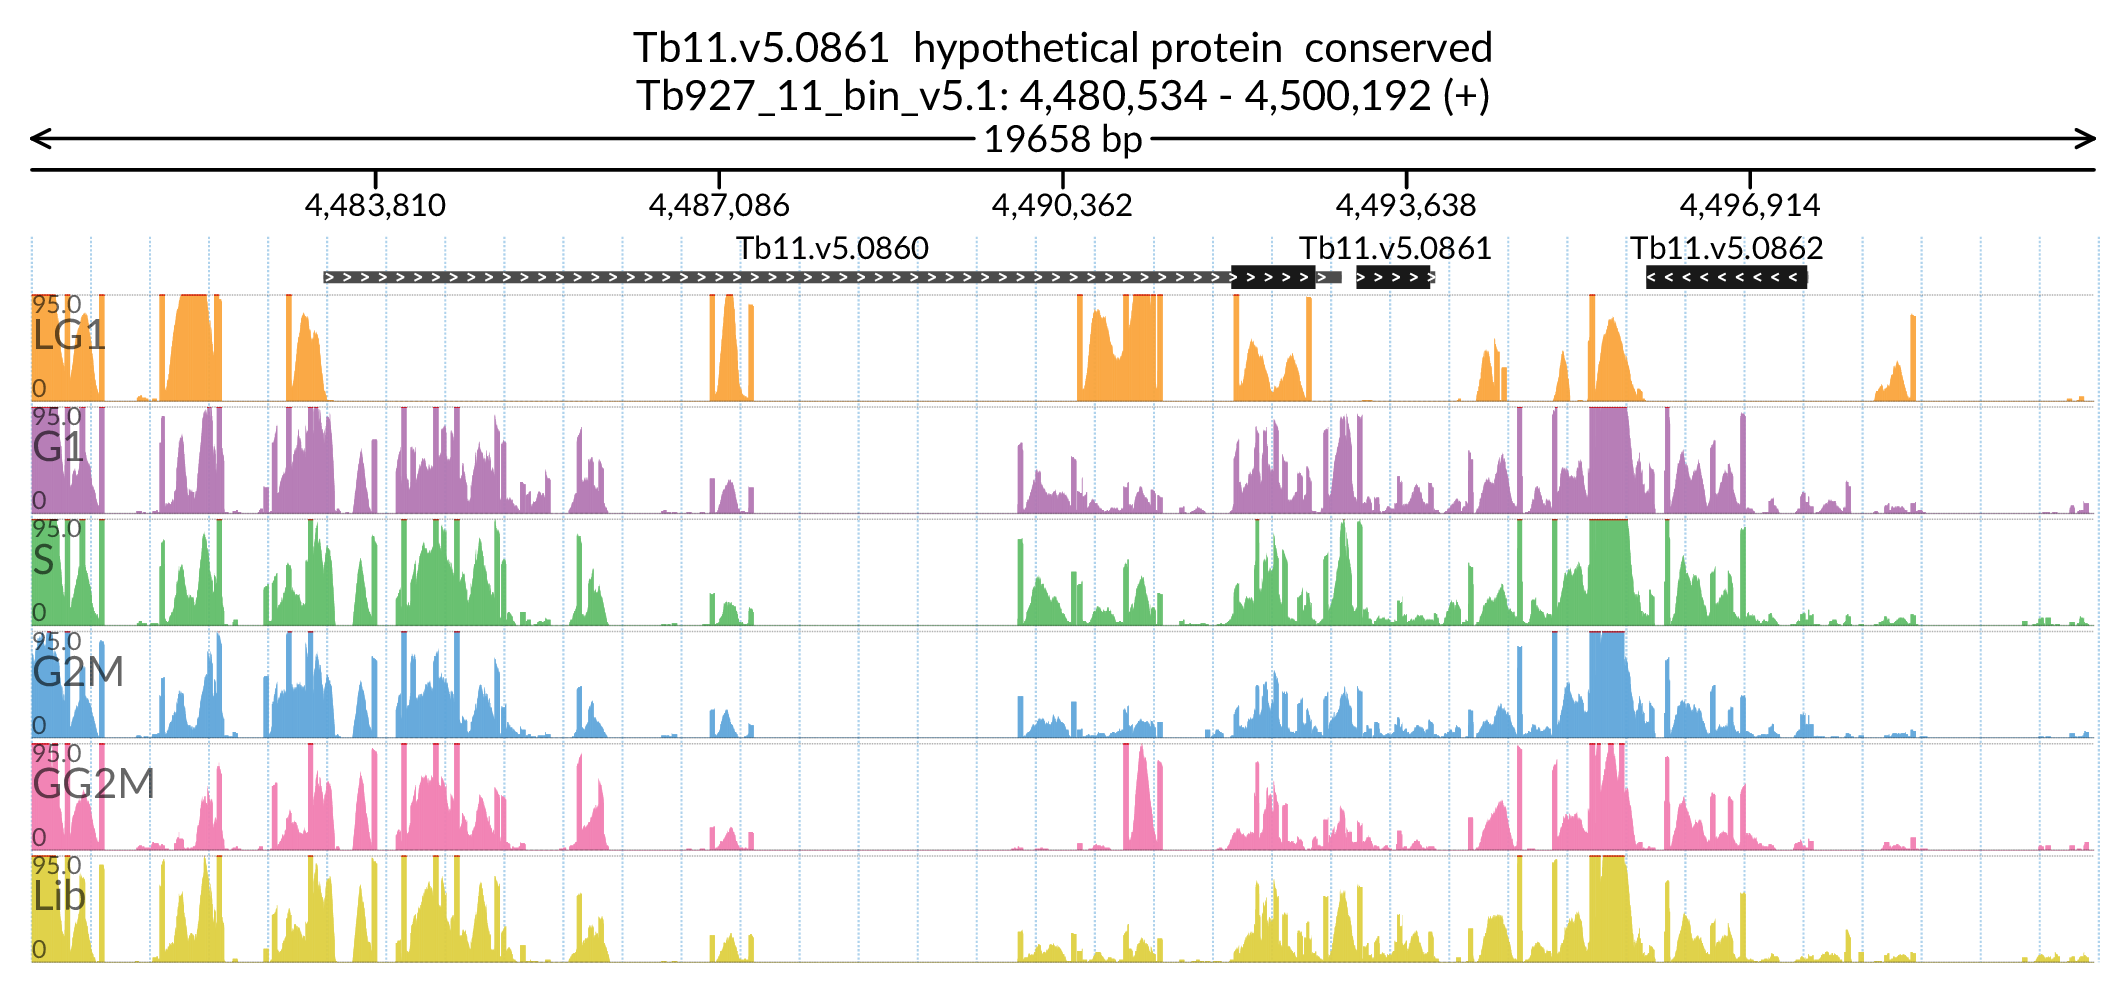 Tb11.v5.0861 hypothetical protein conserved
Tb927_11_bin_v5.1: 4,480,534 - 4,500,192 (+)
19658 bp
4,483,810 4,487,086 4,490,362 4,493,638 4,496,914
Tb11.v5.0860 Tb11.v5.0861 Tb11.v5.0862
95.0
LG1
0
95.0
G1
0
95.0
S
0
95.0
G2M
0
95.0
GG2M
0
95.0
Lib
0